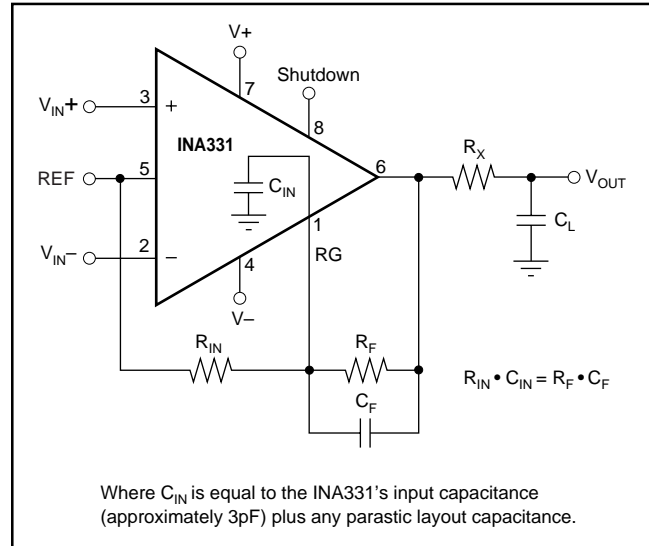 V+
Shutdown
7
V_IN+
3
+
8
INA331
REF
5
6
R_X
V_OUT
C_IN
C_L
1
V_IN−
2
−
RG
4
V−
R_IN
R_F
R_IN • C_IN = R_F • C_F
C_F
Where C_IN is equal to the INA331's input capacitance
(approximately 3pF) plus any parastic layout capacitance.